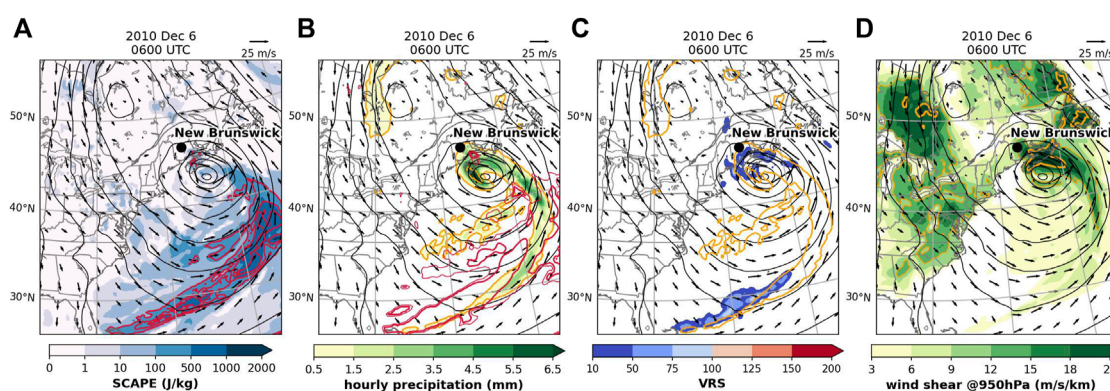 A
2010 Dec 6
0600 UTC
25 m/s
New Brunswick
50°N
40°N
30°N
0 1 10 100 500 1000 2000
SCAPE (J/kg)
B
2010 Dec 6
0600 UTC
25 m/s
New Brunswick
50°N
40°N
30°N
0.5 1.5 2.5 3.5 4.5 5.5 6.5
hourly precipitation (mm)
C
2010 Dec 6
0600 UTC
25 m/s
New Brunswick
50°N
40°N
30°N
10 50 75 100 125 150 200
VRS
D
2010 Dec 6
0600 UTC
25 m/s
New Brunswick
50°N
40°N
30°N
3 6 9 12 15 18
wind shear @950hPa (m/s/km)